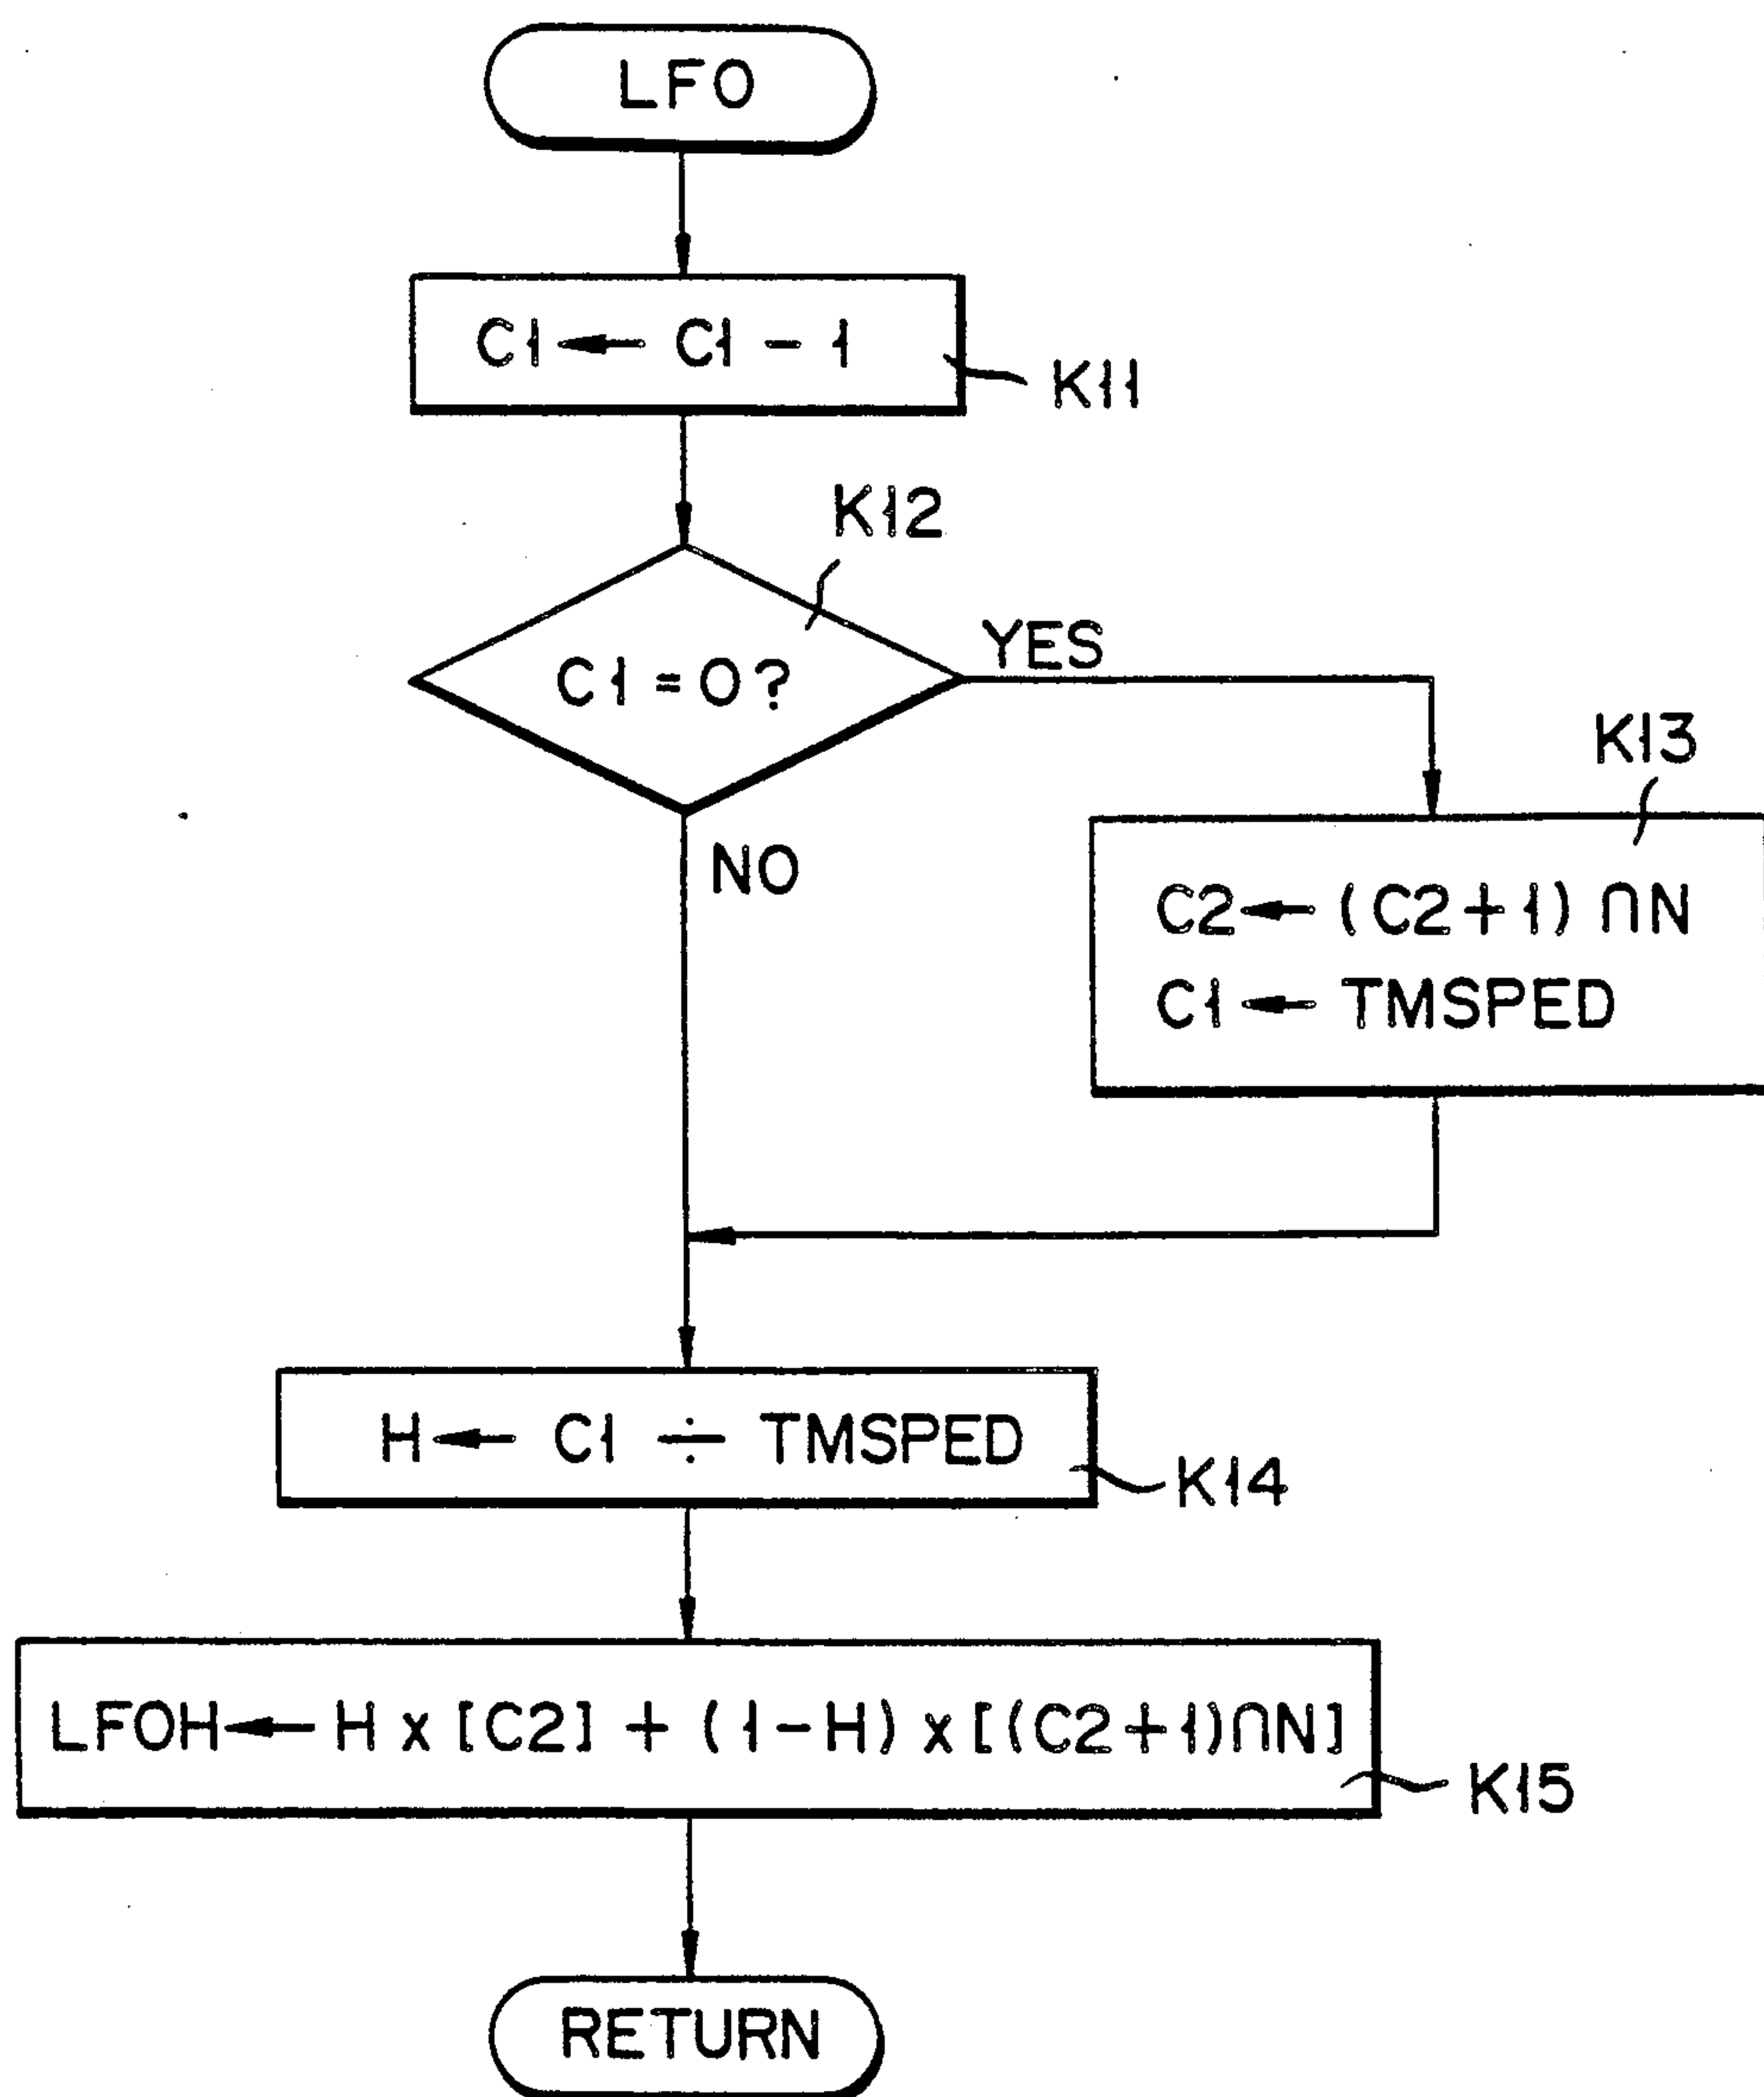 LFO
C1 ← C1 - 1
K11
K12
C1 = 0?
YES
K13
NO
C2 ← (C2+1) ∩N
C1 ← TMSPED
H ← C1 ÷ TMSPED
K14
LFOH ← H x [C2] + (1-H) x [(C2+1)∩N]
K15
RETURN